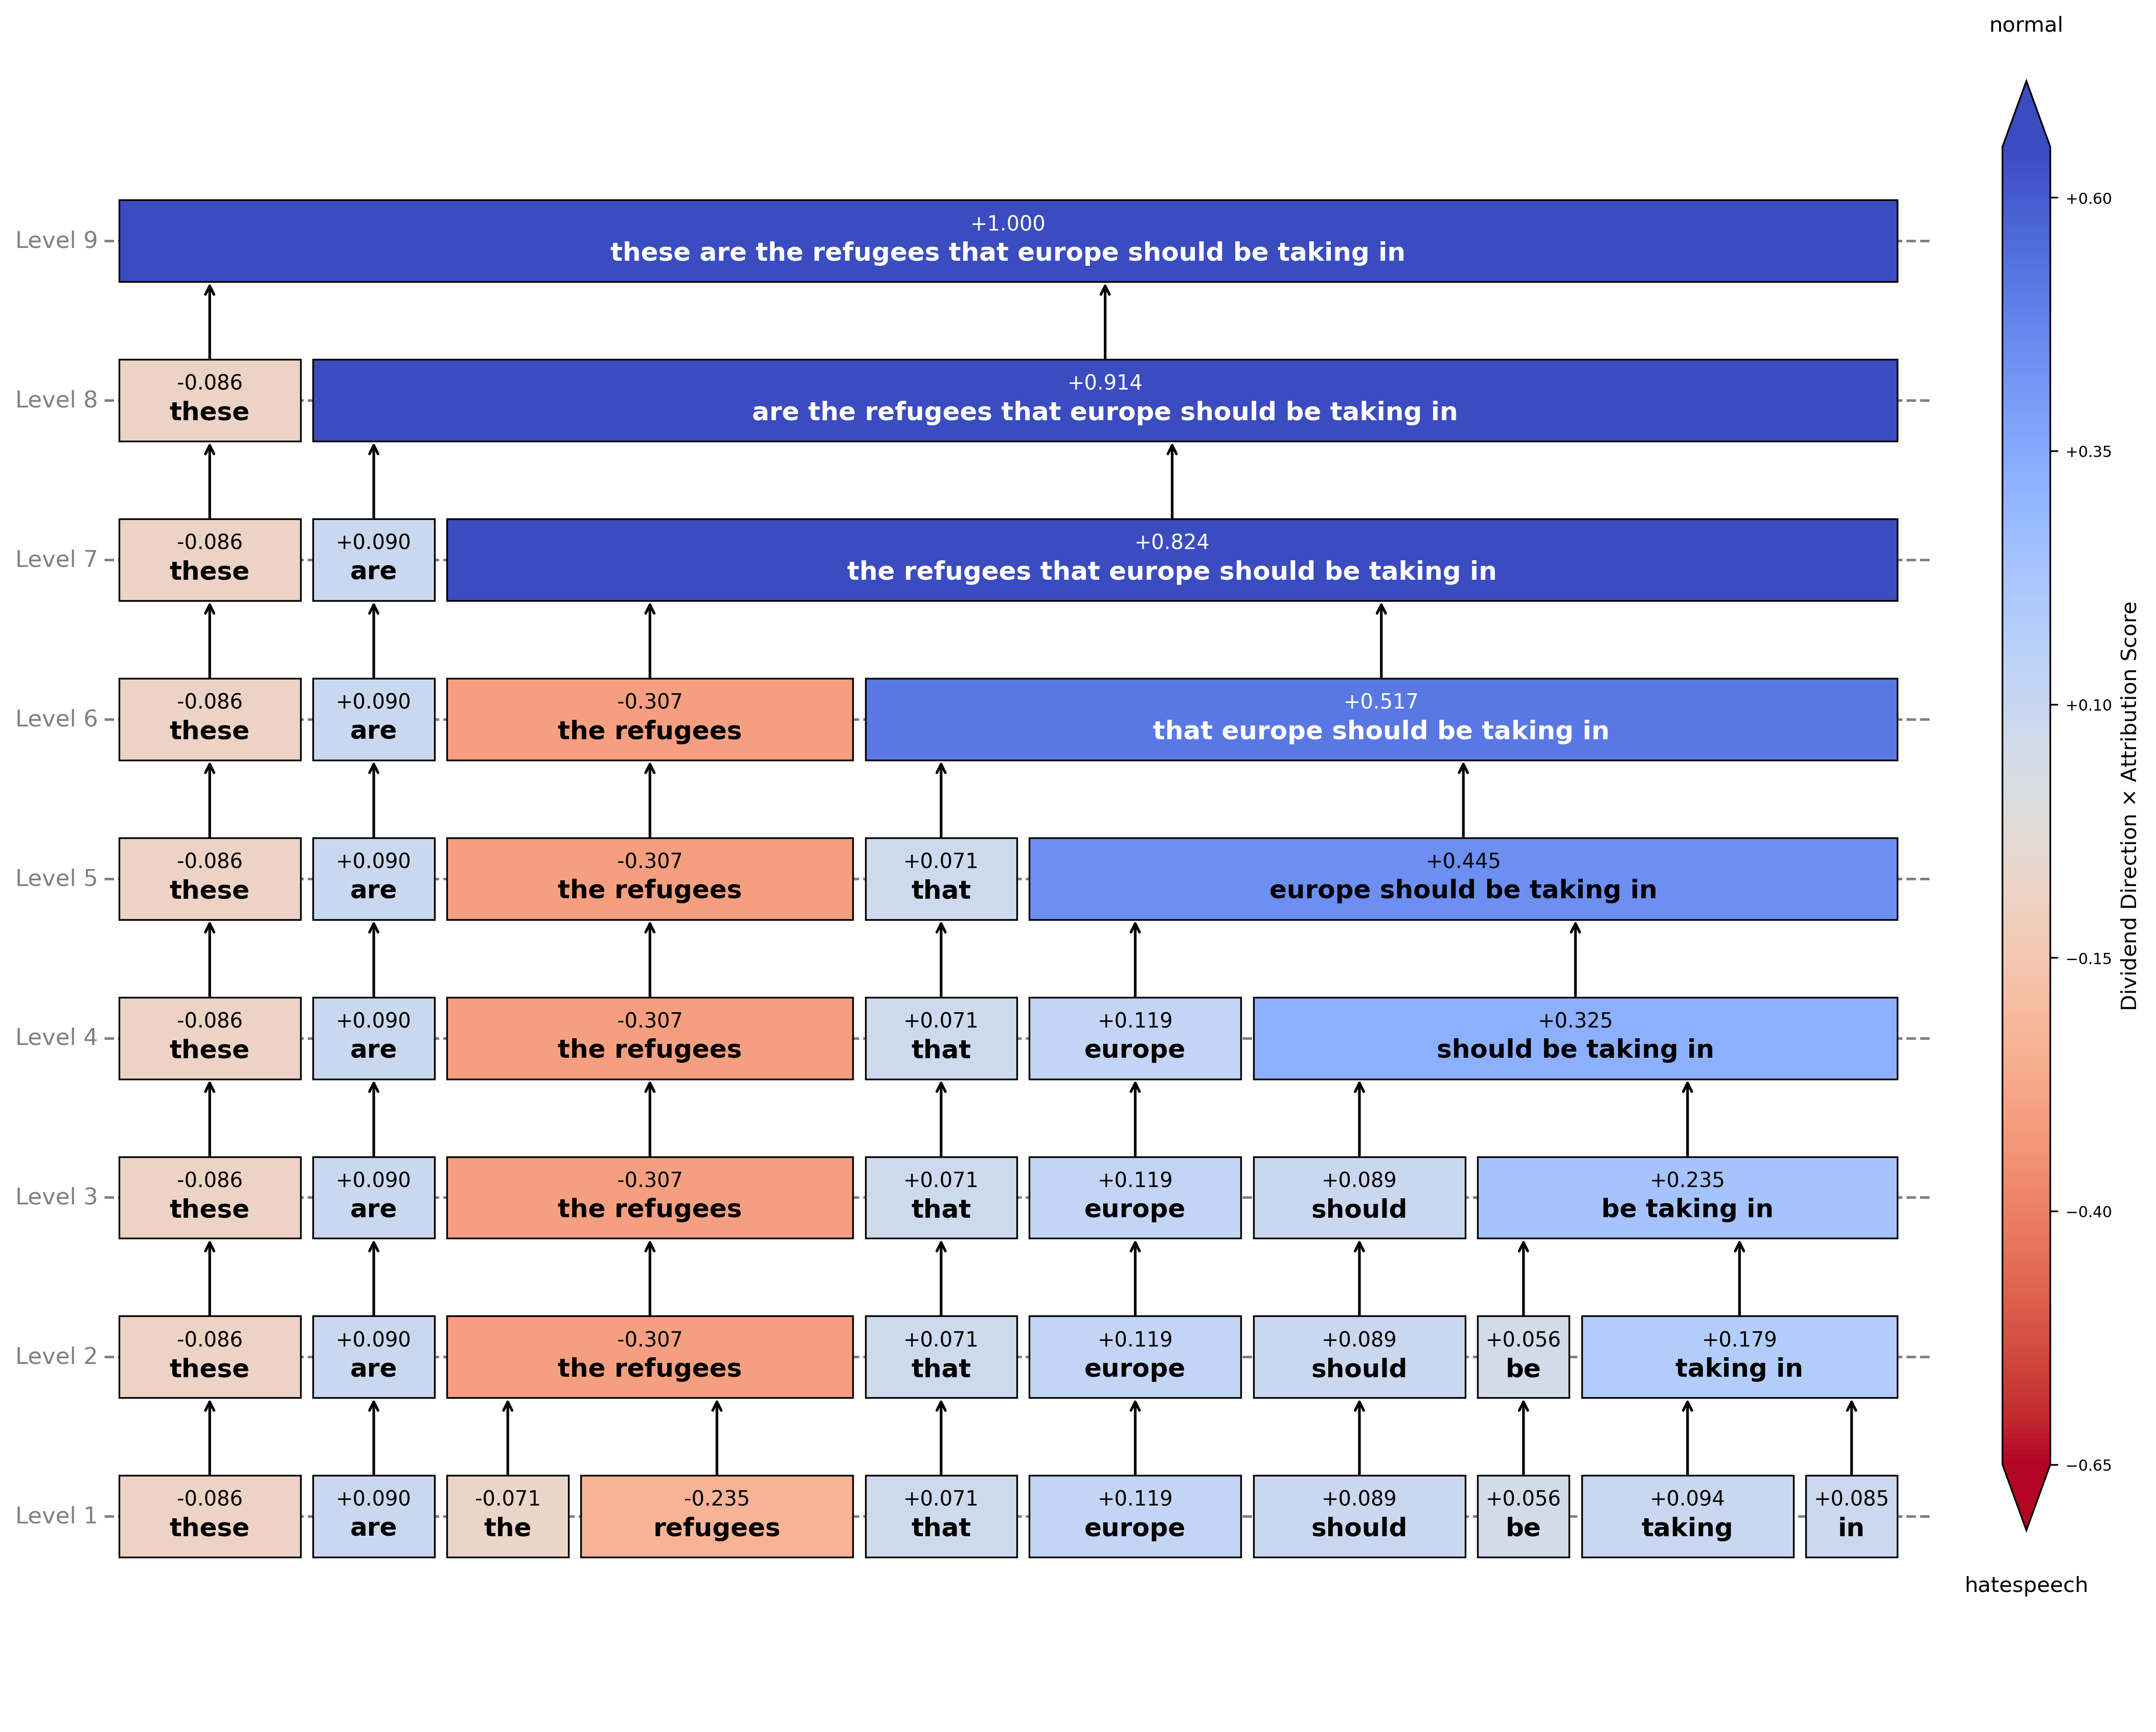 normal
Level 9
+1.000
these are the refugees that europe should be taking in
Level 8
-0.086
these
+0.914
are the refugees that europe should be taking in
Level 7
-0.086
these
+0.090
are
+0.824
the refugees that europe should be taking in
Level 6
-0.086
these
+0.090
are
-0.307
the refugees
+0.517
that europe should be taking in
Level 5
-0.086
these
+0.090
are
-0.307
the refugees
+0.071
that
+0.445
europe should be taking in
Level 4
-0.086
these
+0.090
are
-0.307
the refugees
+0.071
that
+0.119
europe
+0.325
should be taking in
Level 3
-0.086
these
+0.090
are
-0.307
the refugees
+0.071
that
+0.119
europe
+0.089
should
+0.235
be taking in
Level 2
-0.086
these
+0.090
are
-0.307
the refugees
+0.071
that
+0.119
europe
+0.089
should
+0.056
be
+0.179
taking in
Level 1
-0.086
these
+0.090
are
-0.071
the
-0.235
refugees
+0.071
that
+0.119
europe
+0.089
should
+0.056
be
+0.094
taking
+0.085
in
+0.60
+0.35
+0.10
−0.15
−0.40
−0.65
Dividend Direction × Attribution Score
hatespeech